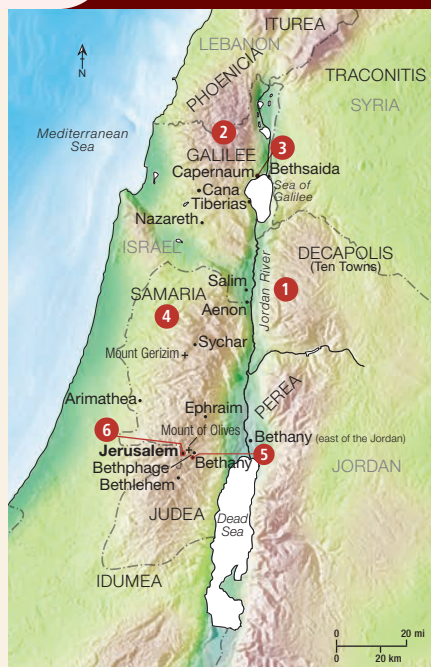 ITUREA
LEBANON
PHOENICIA
TRACONITIS
SYRIA
N
Mediterranean
Sea
2
3
GALILEE
Capernaum
Bethsaida
Cana
Sea of
Galilee
Tiberias
Nazareth
ISRAEL
DECAPOLIS
(Ten Towns)
Jordan River
Salim
1
SAMARIA
Aenon
4
Sychar
Mount Gerizim
PEREA
Arimathea
Ephraim
6
Mount of Olives
Bethany (east of the Jordan)
Jerusalem
5
Bethany
Bethphage
JORDAN
Bethlehem
JUDEA
Dead
Sea
IDUMEA
0 20 mi
0 20 km